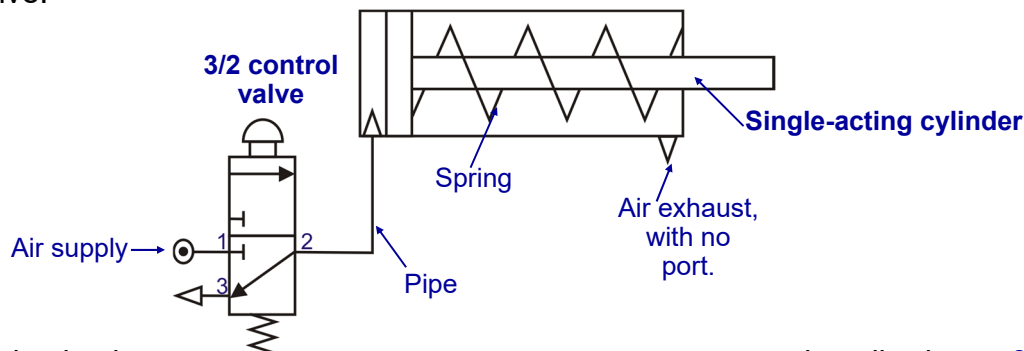 3/2 control
valve
Single-acting cylinder
Spring
Air exhaust,
with no
port.
Air supply
1
2
3
Pipe